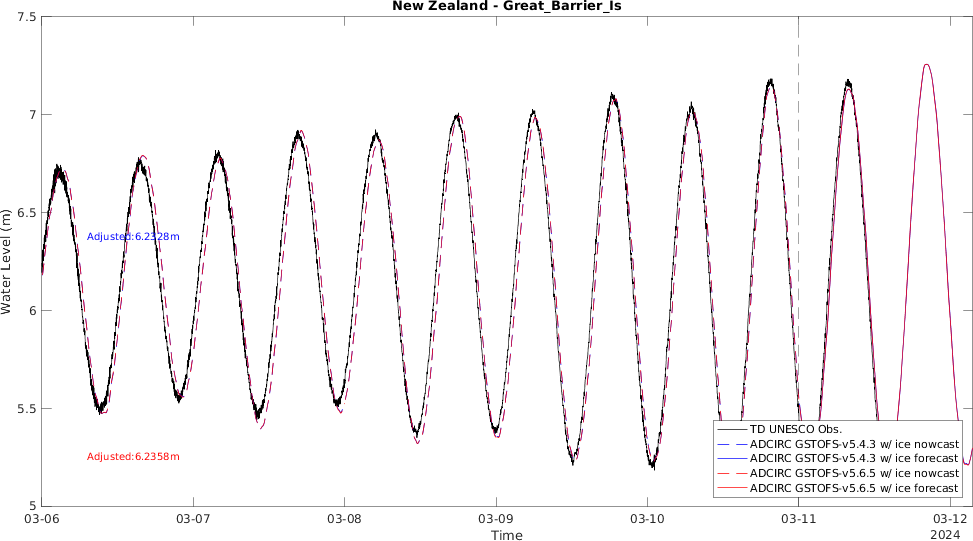 New Zealand - Great_Barrier_Is
7.5
7
6.5
6
5.5
5
Water Level (m)
Adjusted:6.2328m
Adjusted:6.2358m
TD UNESCO Obs.
ADCIRC GSTOFS-v5.4.3 w/ ice nowcast
ADCIRC GSTOFS-v5.4.3 w/ ice forecast
ADCIRC GSTOFS-v5.6.5 w/ ice nowcast
ADCIRC GSTOFS-v5.6.5 w/ ice forecast
03-06 03-07 03-08 03-09 03-10 03-11 03-12
2024
Time